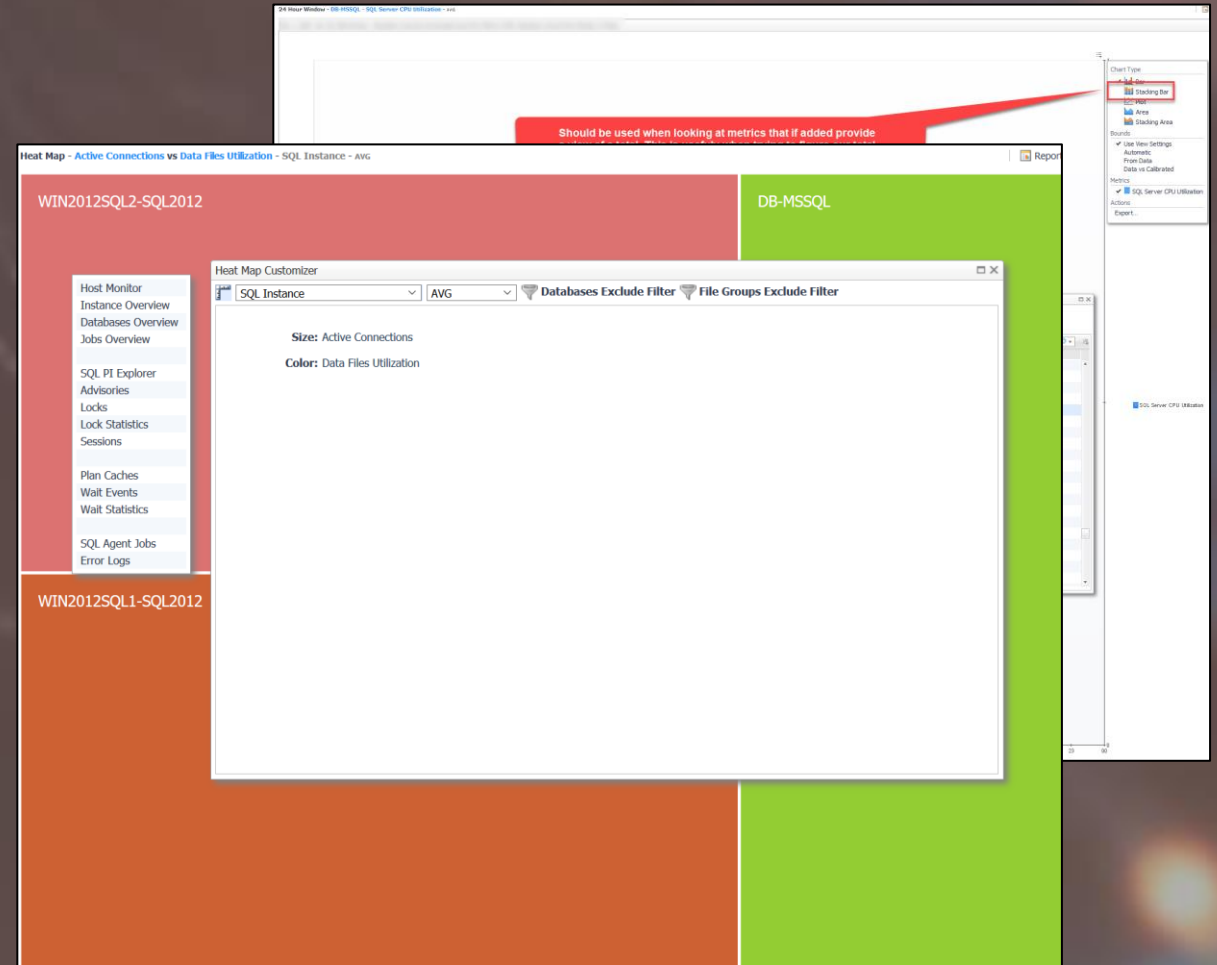 24 Hour Window - DB-MSSQL - SQL Server CPU Utilization - AVG
Chart Type
Bar
Stacking Bar
Plot
Area
Stacking Area
Bounds
Use View Settings
Automatic
From Data
Data vs Calibrated
Metrics
SQL Server CPU Utilization
Actions
Export...
Should be used when looking at metrics that if added provide
SQL Server CPU Utilization
Heat Map - Active Connections vs Data Files Utilization - SQL Instance - AVG
Report
WIN2012SQL2-SQL2012
DB-MSSQL
Host Monitor
Instance Overview
Databases Overview
Jobs Overview
SQL PI Explorer
Advisories
Locks
Lock Statistics
Sessions
Plan Caches
Wait Events
Wait Statistics
SQL Agent Jobs
Error Logs
Heat Map Customizer
SQL Instance AVG Databases Exclude Filter File Groups Exclude Filter
Size: Active Connections
Color: Data Files Utilization
WIN2012SQL1-SQL2012